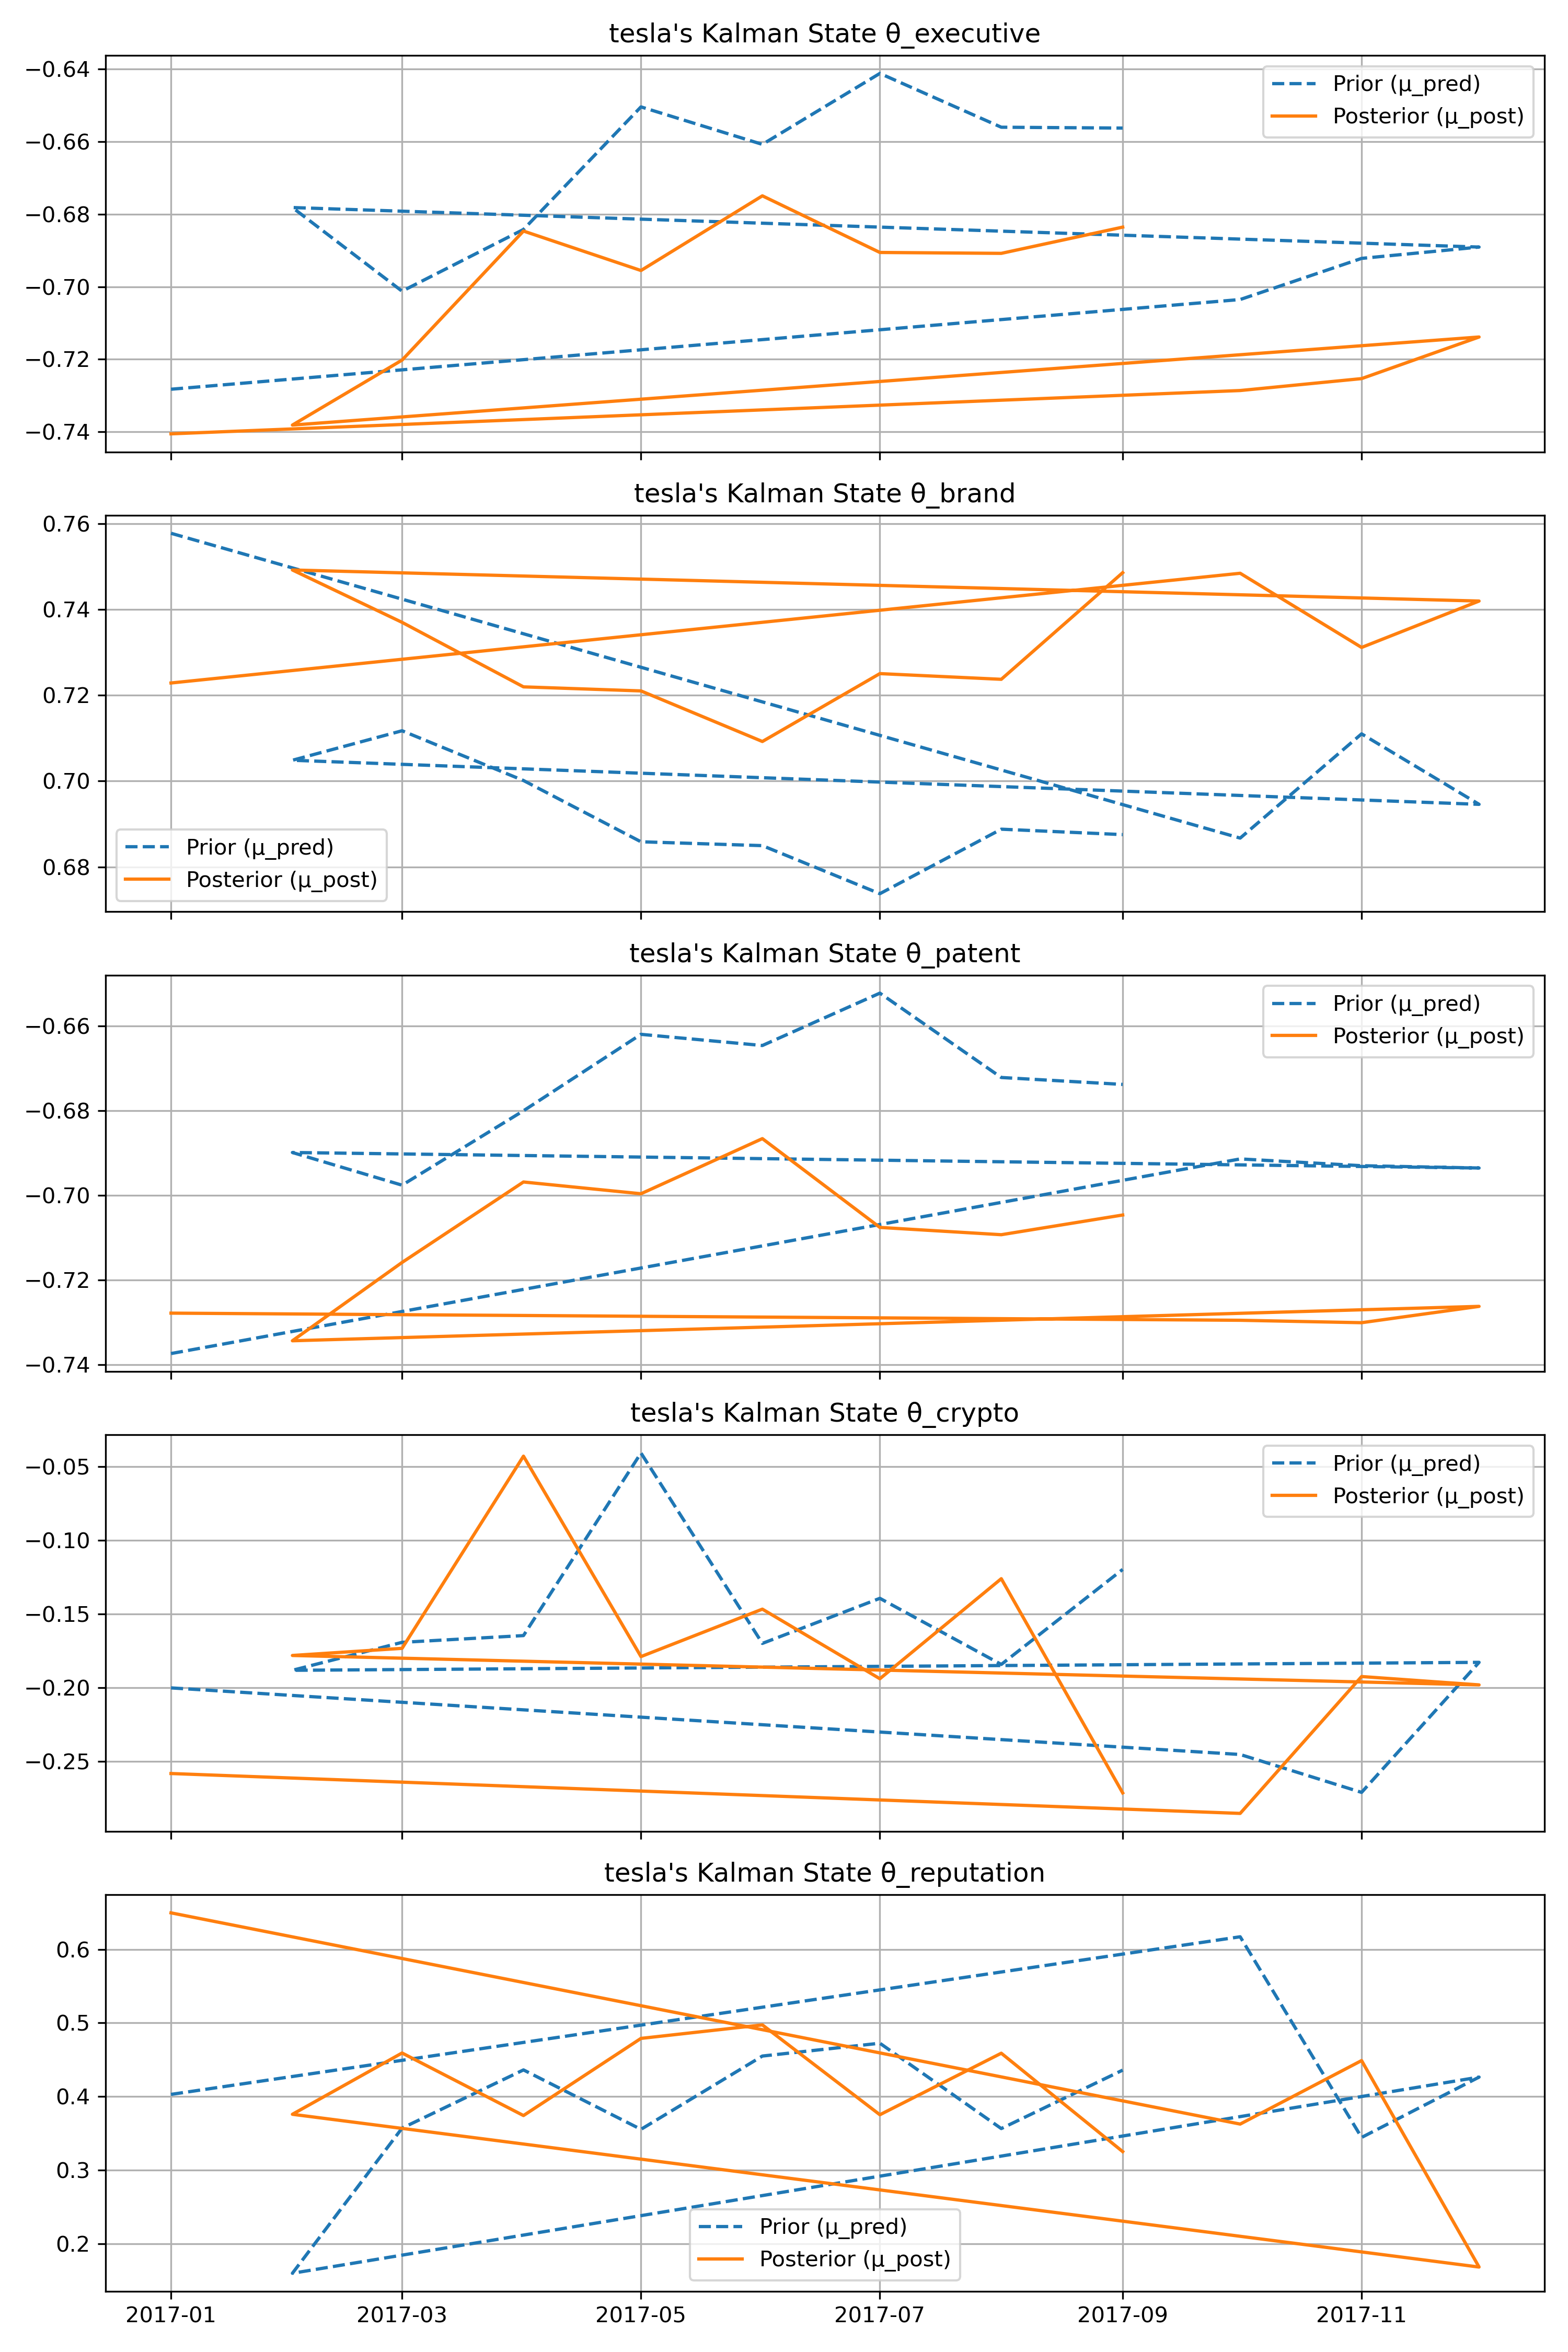 tesla's Kalman State θ_executive
−0.64
−0.66
−0.68
−0.70
−0.72
−0.74
Prior (μ_pred)
Posterior (μ_post)
tesla's Kalman State θ_brand
0.76
0.74
0.72
0.70
0.68
Prior (μ_pred)
Posterior (μ_post)
tesla's Kalman State θ_patent
−0.66
−0.68
−0.70
−0.72
−0.74
Prior (μ_pred)
Posterior (μ_post)
tesla's Kalman State θ_crypto
−0.05
−0.10
−0.15
−0.20
−0.25
Prior (μ_pred)
Posterior (μ_post)
tesla's Kalman State θ_reputation
0.6
0.5
0.4
0.3
0.2
Prior (μ_pred)
Posterior (μ_post)
2017-01 2017-03 2017-05 2017-07 2017-09 2017-11